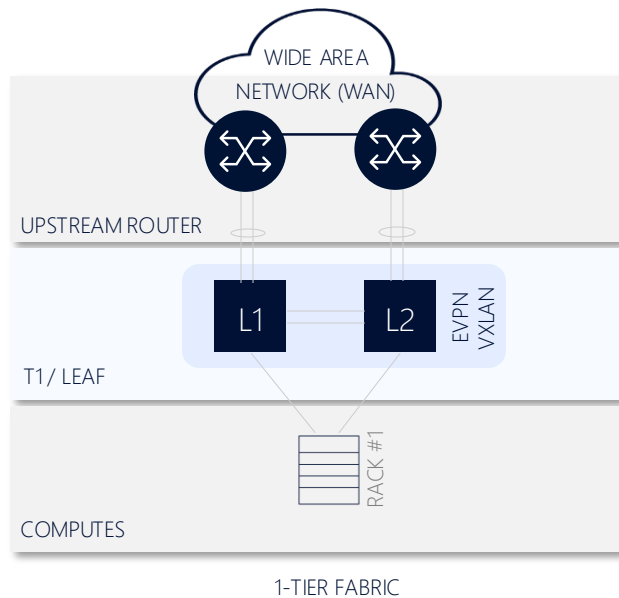 WIDE AREA
NETWORK (WAN)
UPSTREAM ROUTER
L1
L2
EVPN
VXLAN
T1 / LEAF
RACK #1
COMPUTES
1-TIER FABRIC